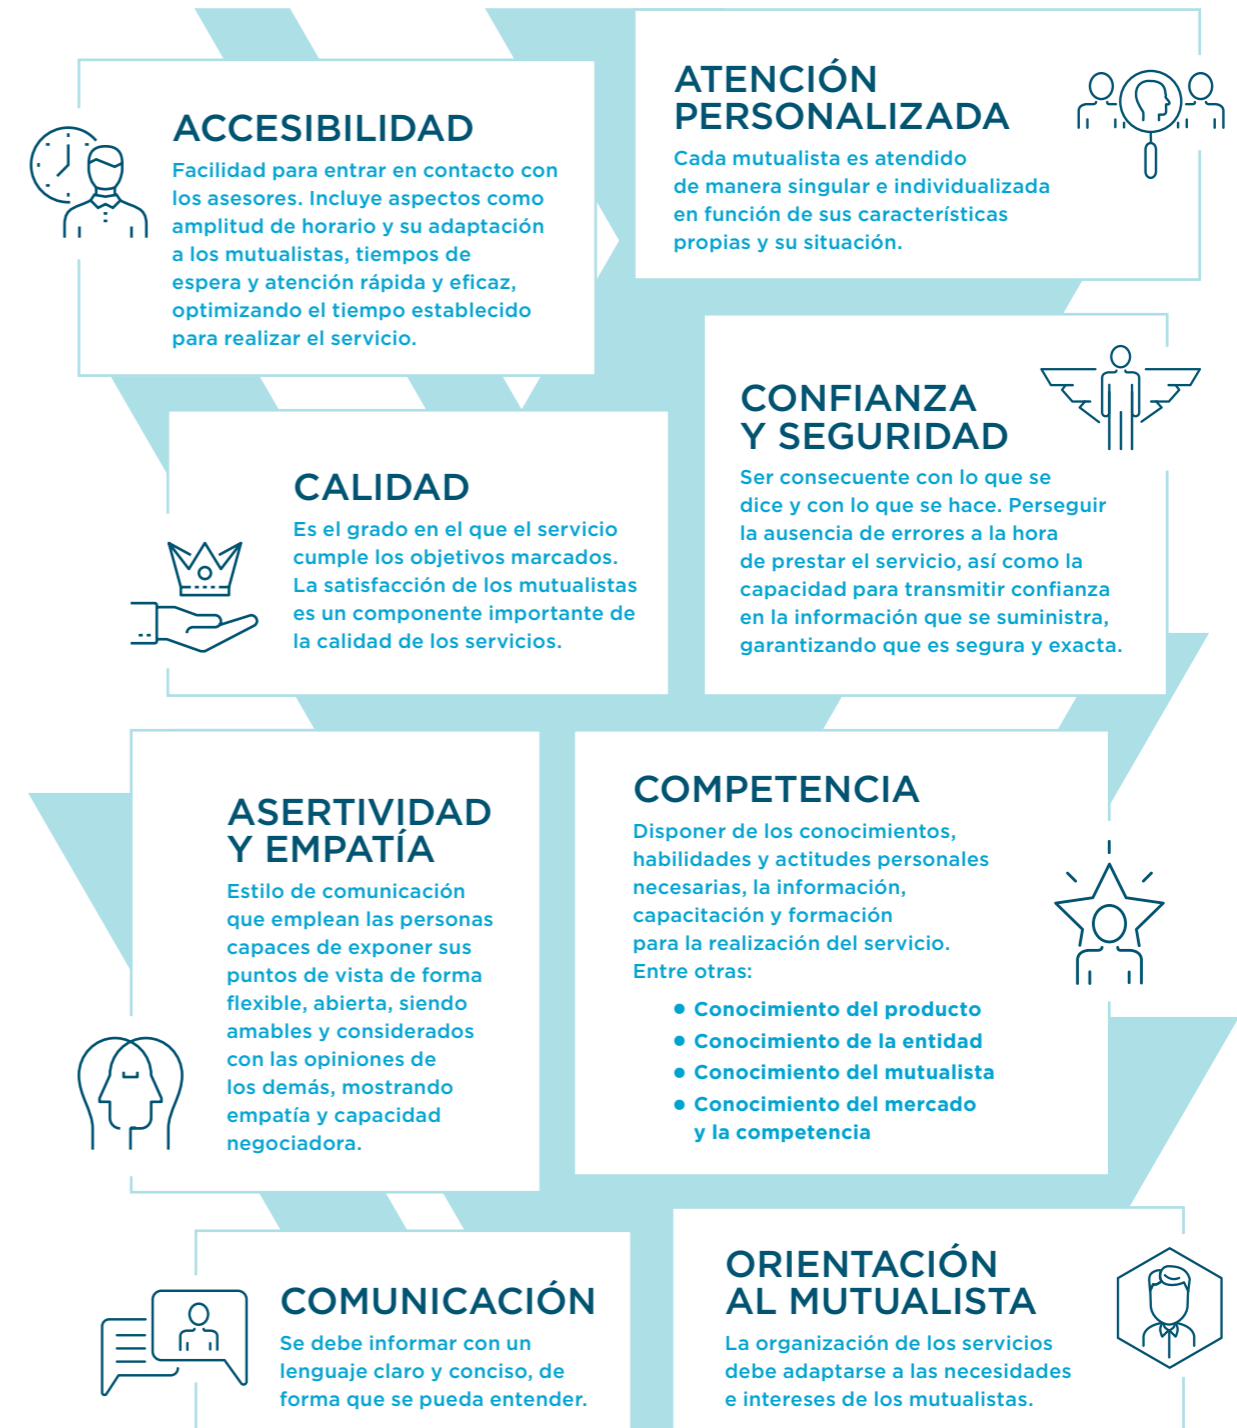 ACCESIBILIDAD
Facilidad para entrar en contacto con
los asesores. Incluye aspectos como
amplitud de horario y su adaptación
a los mutualistas, tiempos de
espera y atención rápida y eficaz,
optimizando el tiempo establecido
para realizar el servicio.
ATENCIÓN
PERSONALIZADA
Cada mutualista es atendido
de manera singular e individualizada
en función de sus características
propias y su situación.
CALIDAD
Es el grado en el que el servicio
cumple los objetivos marcados.
La satisfacción de los mutualistas
es un componente importante de
la calidad de los servicios.
CONFIANZA
Y SEGURIDAD
Ser consecuente con lo que se
dice y con lo que se hace. Perseguir
la ausencia de errores a la hora
de prestar el servicio, así como la
capacidad para transmitir confianza
en la información que se suministra,
garantizando que es segura y exacta.
ASERTIVIDAD
Y EMPATÍA
Estilo de comunicación
que emplean las personas
capaces de exponer sus
puntos de vista de forma
flexible, abierta, siendo
amables y considerados
con las opiniones de
los demás, mostrando
empatía y capacidad
negociadora.
COMPETENCIA
Disponer de los conocimientos,
habilidades y actitudes personales
necesarias, la información,
capacitación y formación
para la realización del servicio.
Entre otras:
• Conocimiento del producto
• Conocimiento de la entidad
• Conocimiento del mutualista
• Conocimiento del mercado
y la competencia
COMUNICACIÓN
Se debe informar con un
lenguaje claro y conciso, de
forma que se pueda entender.
ORIENTACIÓN
AL MUTUALISTA
La organización de los servicios
debe adaptarse a las necesidades
e intereses de los mutualistas.